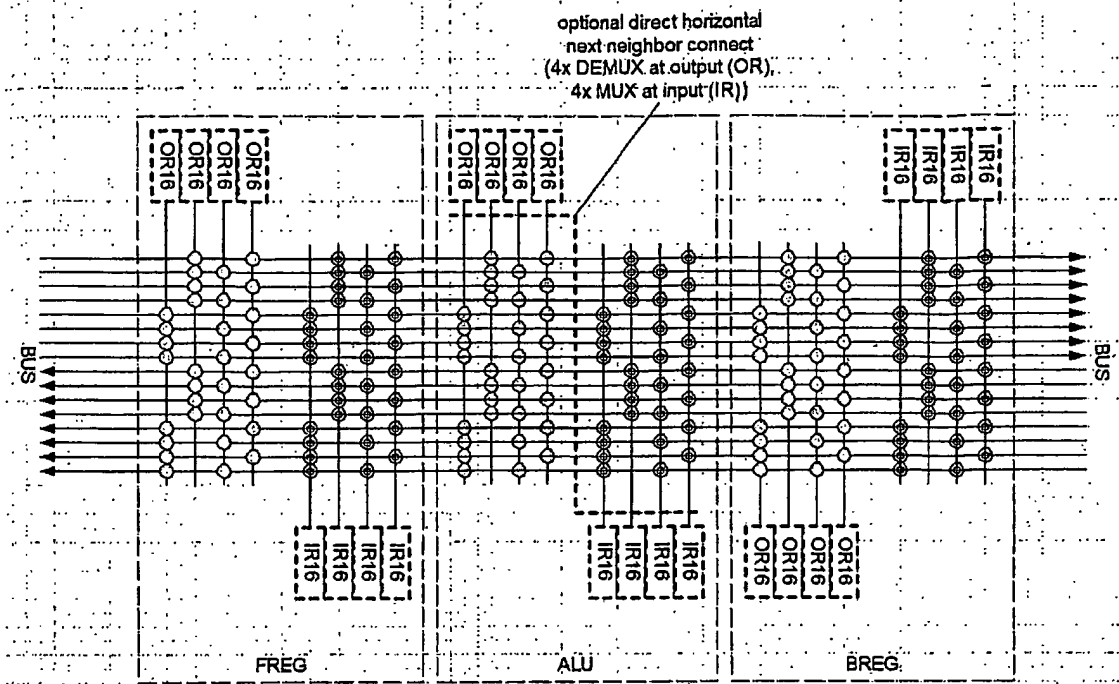 optional direct horizontal
next neighbor connect
(4x DEMUX at output (OR),
4x MUX at input (IR))
OR16 OR16 OR16 OR16
OR16 OR16 OR16 OR16
IR16 IR16 IR16 IR16
BUS
BUS
IR16 IR16 IR16 IR16
IR16 IR16 IR16 IR16
OR16 OR16 OR16 OR16
FREG
ALU
BREG